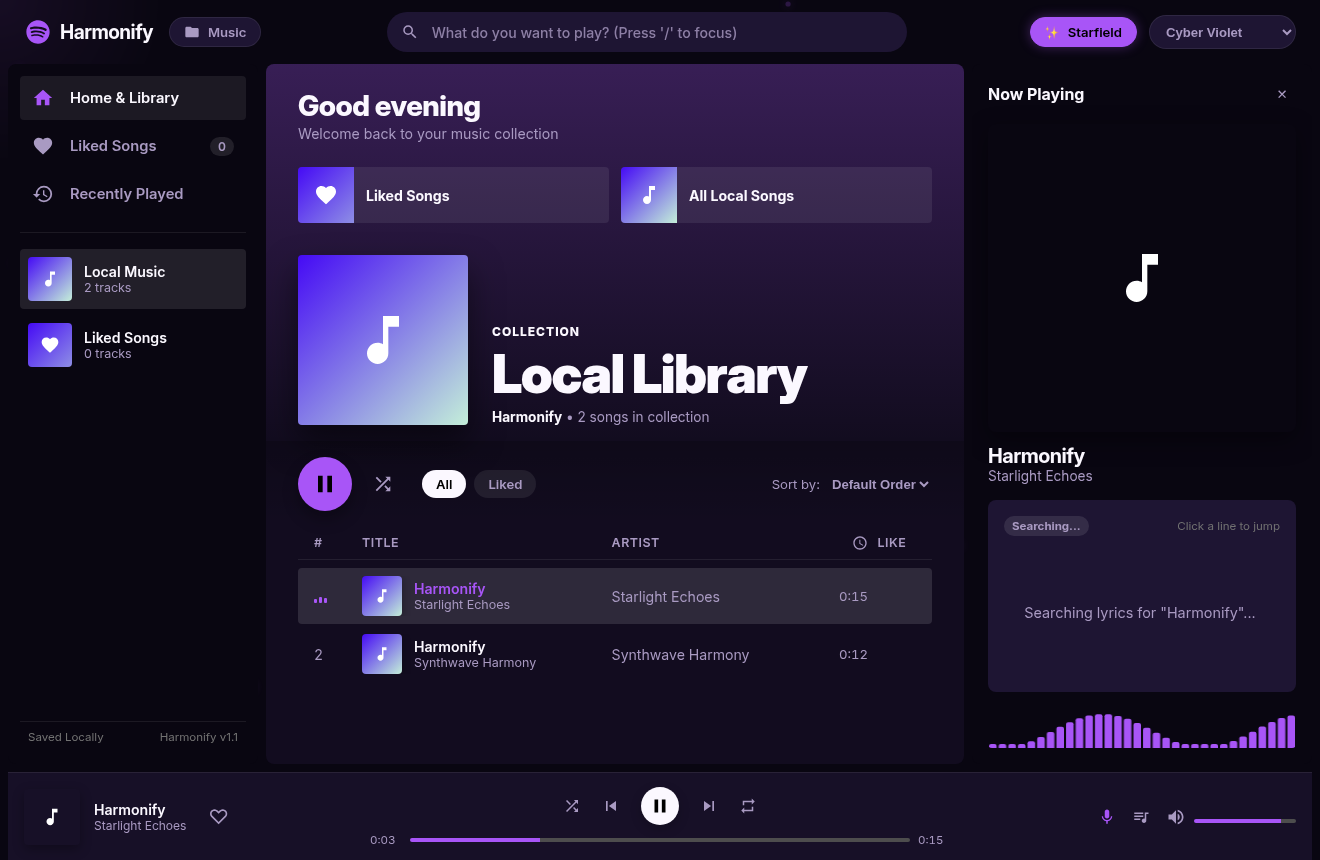 Harmonify
Music
What do you want to play? (Press '/' to focus)
Starfield
Cyber Violet
Home & Library
Liked Songs
0
Recently Played
Local Music
2 tracks
Liked Songs
0 tracks
Saved Locally
Harmonify v1.1
Good evening
Welcome back to your music collection
Liked Songs
All Local Songs
COLLECTION
Local Library
Harmonify • 2 songs in collection
All
Liked
Sort by:
Default Order
# TITLE ARTIST LIKE
Harmonify
Starlight Echoes
Starlight Echoes
0:15
2
Harmonify
Synthwave Harmony
Synthwave Harmony
0:12
Now Playing
Harmonify
Starlight Echoes
Searching...
Click a line to jump
Searching lyrics for "Harmonify"...
Harmonify
Starlight Echoes
0:03
0:15